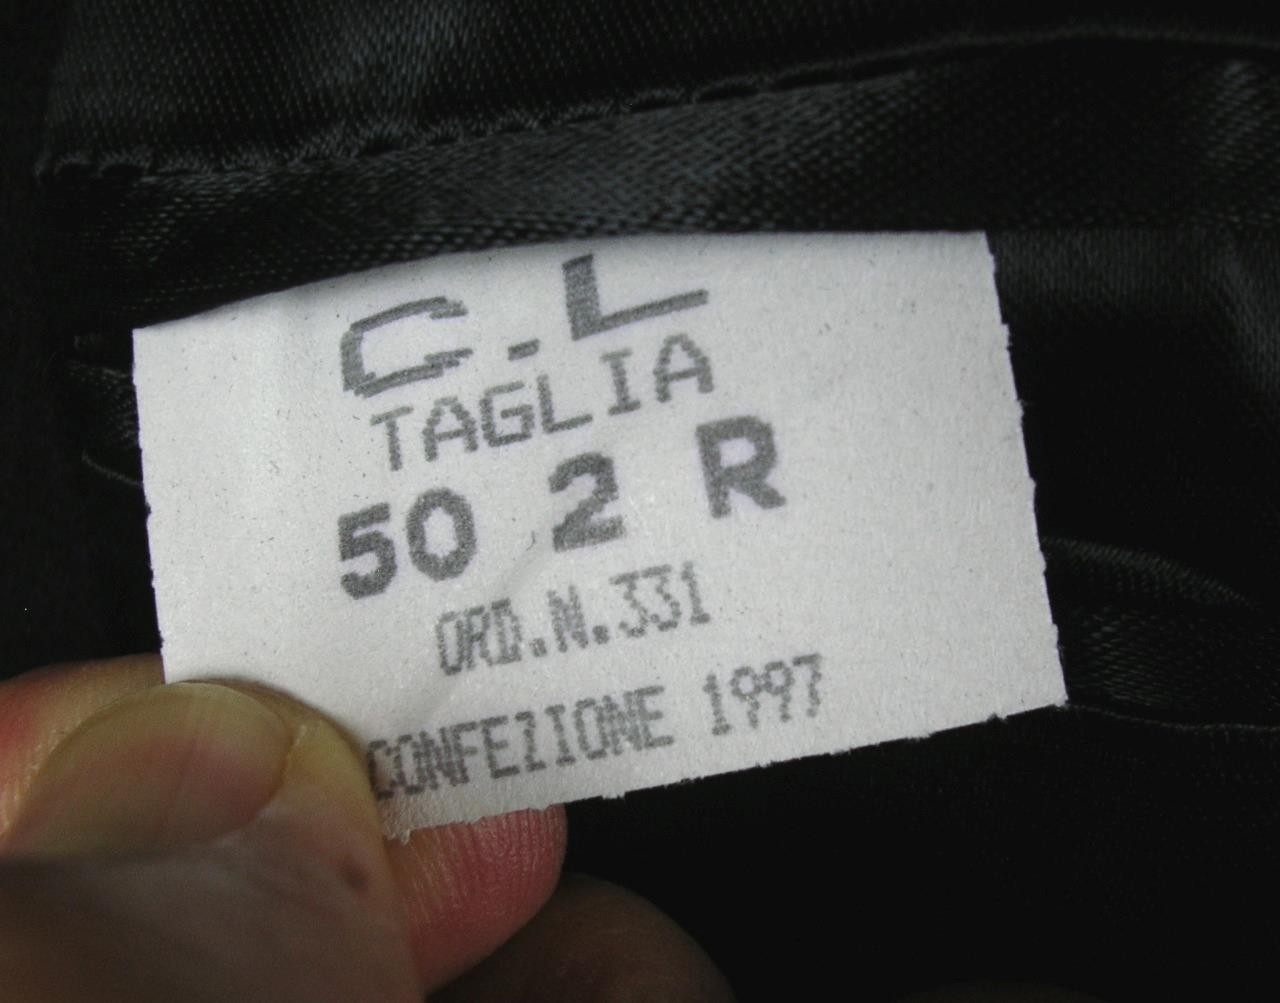 C.L
TAGLIA
50 2 R
ORD.N.331
CONFEZIONE 1997